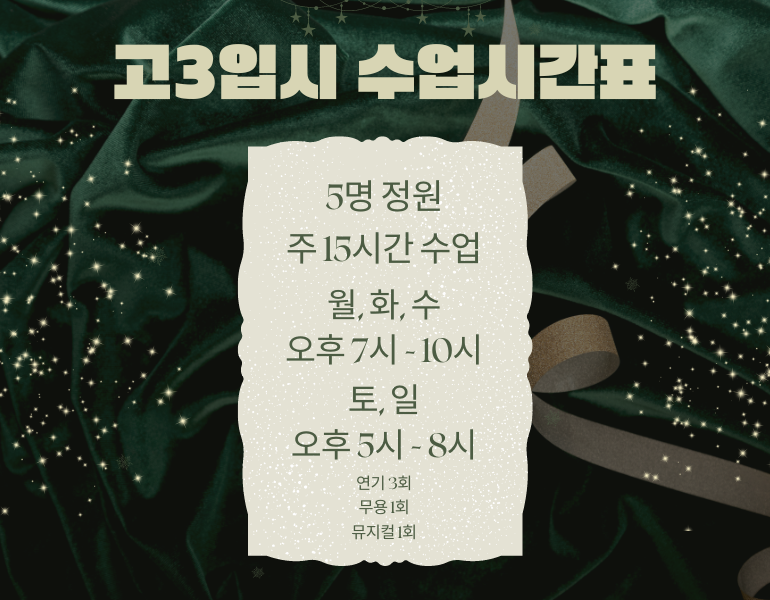 고3입시 수업시간표
5명 정원
주 15시간 수업
월, 화, 수
오후 7시 - 10시
토, 일
오후 5시 - 8시
연기 3회
무용 1회
뮤지컬 1회